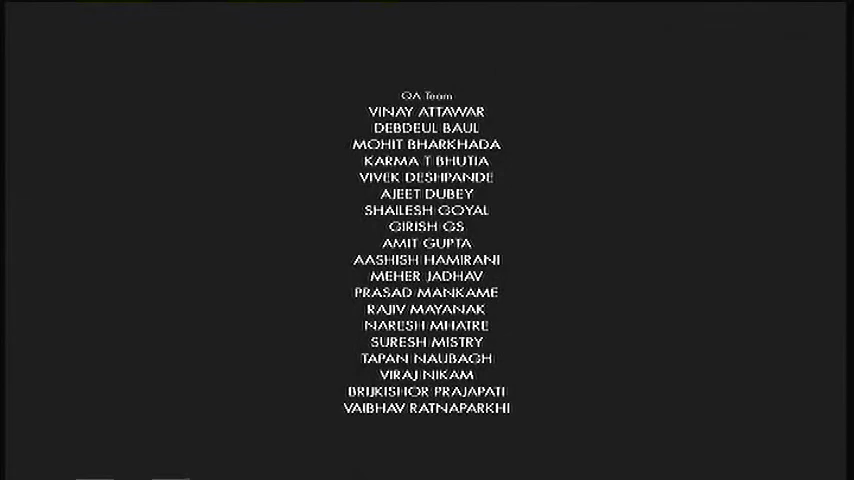 QA Team
VINAY ATTAWAR
DEBDEUL BAUL
MOHIT BHARKHADA
KARMA T BHUTIA
VIVEK DESHPANDE
AJEET DUBEY
SHAILESH GOYAL
GIRISH GS
AMIT GUPTA
AASHISH HAMIRANI
MEHER JADHAV
PRASAD MANKAME
RAJIV MAYANAK
NARESH MHATRE
SURESH MISTRY
TAPAN NAUBAGH
VIRAJ NIKAM
BRIJKISHOR PRAJAPATI
VAIBHAV RATNAPARKHI